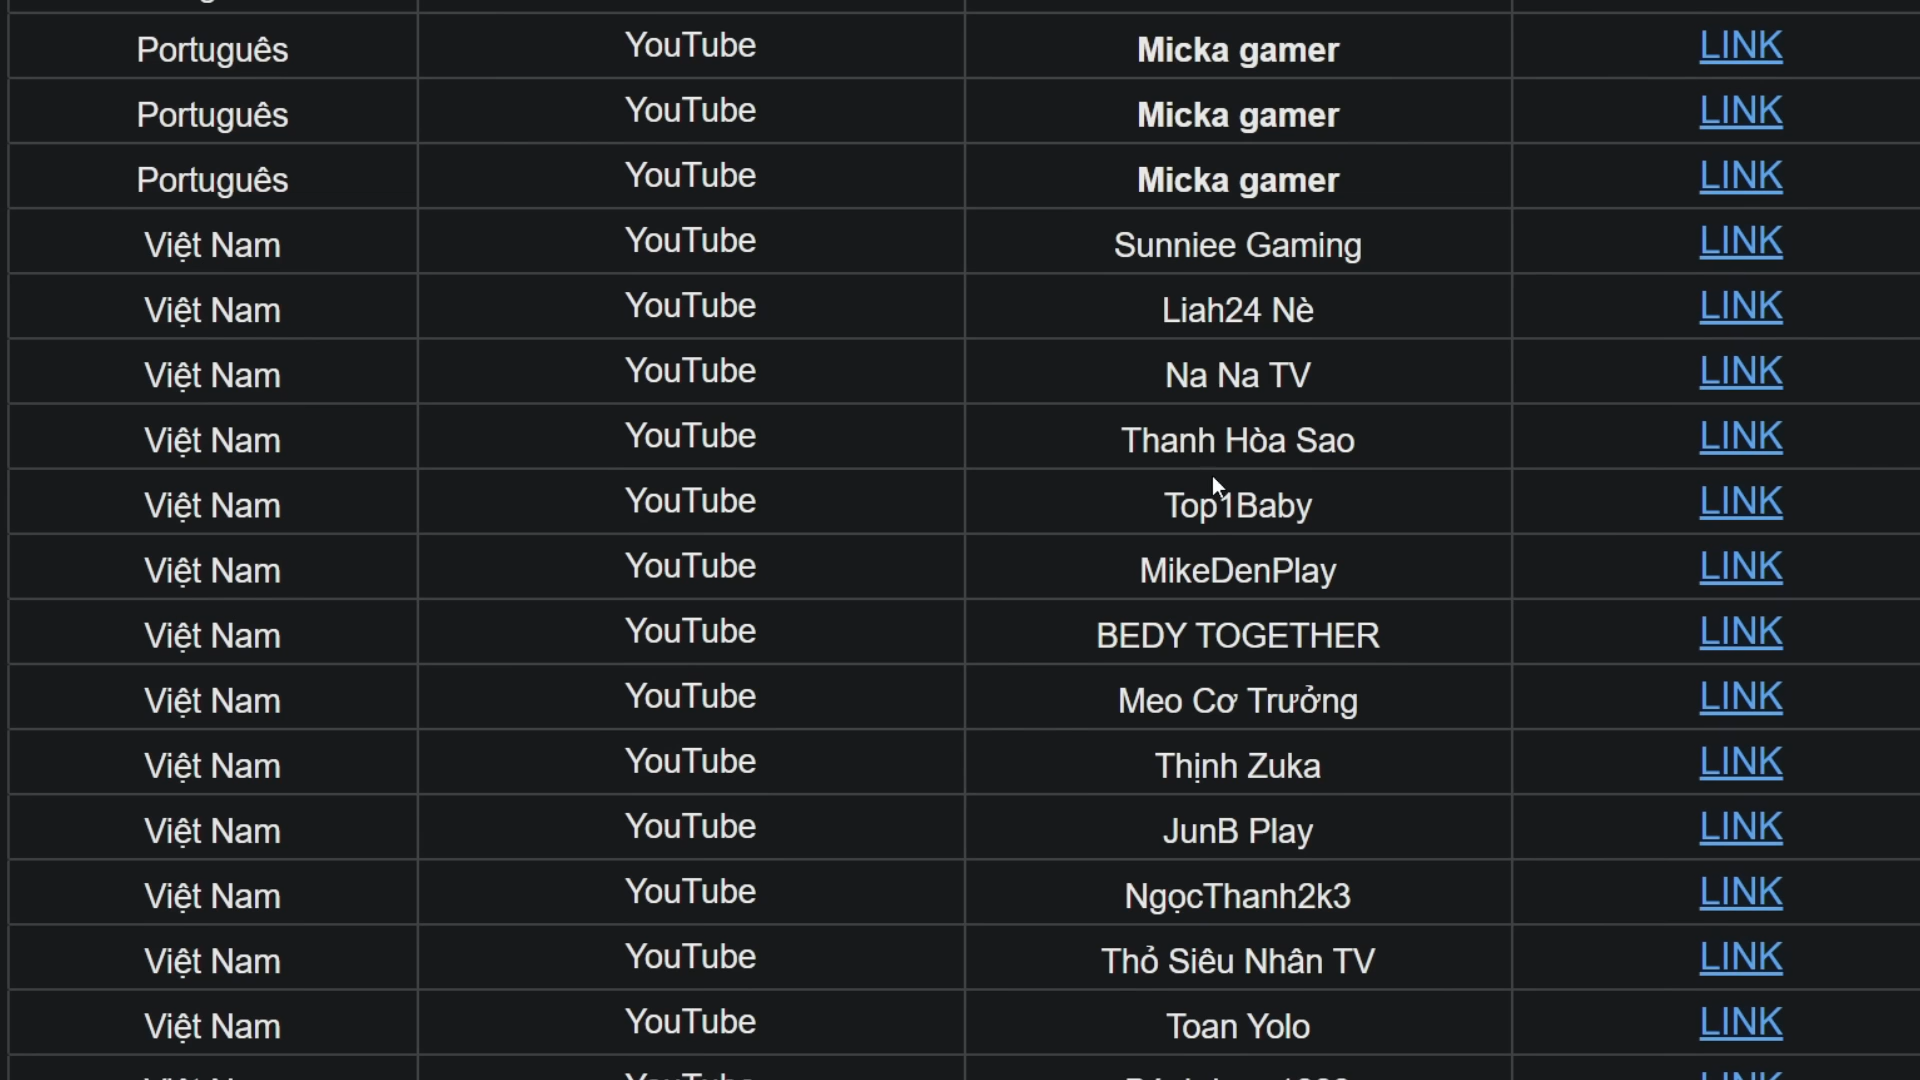 Português YouTube Micka gamer LINK
Português YouTube Micka gamer LINK
Português YouTube Micka gamer LINK
Việt Nam YouTube Sunniee Gaming LINK
Việt Nam YouTube Liah24 Nè LINK
Việt Nam YouTube Na Na TV LINK
Việt Nam YouTube Thanh Hòa Sao LINK
Việt Nam YouTube Top1Baby LINK
Việt Nam YouTube MikeDenPlay LINK
Việt Nam YouTube BEDY TOGETHER LINK
Việt Nam YouTube Meo Cơ Trưởng LINK
Việt Nam YouTube Thịnh Zuka LINK
Việt Nam YouTube JunB Play LINK
Việt Nam YouTube NgọcThanh2k3 LINK
Việt Nam YouTube Thỏ Siêu Nhân TV LINK
Việt Nam YouTube Toan Yolo LINK